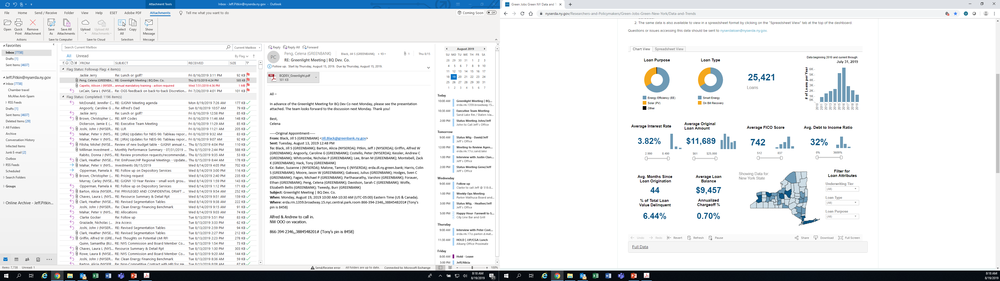 Attachment Tools
Inbox - Jeff.Pitkin@nyserda.ny.gov - Outlook
File Home Send / Receive Folder View Help ESET Adobe PDF Attachments Tell me what you want to do
Coming Soon Off
Open Quick Print Remove Attachment Save As Save All Attachments Upload Upload All Attachments Select All Copy Show Message
Actions Save to Computer Save to Cloud Selection Message
Favorites
Inbox [7738]
Drafts [1]
Sent Items [4637]
Jeff.Pitkin@nyserda.ny.gov
Inbox [7738]
Chamber travel
McAfee Anti-Spam
RSS Feeds
Drafts [1]
Sent Items [4637]
Deleted Items [29]
All Folders
Archive
Conversation History
Infected Items
Junk E-mail [2]
Outbox
RSS Feeds
Scheduled
Search Folders
Groups
Online Archive - Jeff.Pitkin...
Search Current Mailbox Current Mailbox
All Unread By Flag
FROM SUBJECT RECEIVED SIZE
Flag Status: Followup Flag: 4 item(s)
Jackie Jerry Re: Lunch or golf? Fri 8/16/2019 3:11 PM 92 KB
Peng, Celena (GREENBA... RE: Greenlight Meeting | BQ Dev. Co. Thu 8/15/2019 4:24 PM 585 KB
Capello, Allison J (NYSER... annual mandatory training - action required Wed 7/31/2019 4:36 PM 1 MB
LeCain, Sara L (NYSE... Re: OGS feedback on back-to-back Discretion... Fri 7/26/2019 4:01 PM 101 KB
Flag Status: Completed: 1196 item(s)
McDonald, Jennifer C... RE: GJGNY Meeting agenda Mon 8/19/2019 7:26 AM 177 KB
Angoorly, Caroline G ... Re: Alfred's Dad Sun 8/18/2019 10:57 AM 79 KB
Jackie Jerry Re: Lunch or golf? Fri 8/16/2019 12:58 PM 85 KB
Brown, Christopher (... RE: AFP Codes Fri 8/16/2019 11:46 AM 148 KB
Dickerson, Jamie E (... RE: Executive Team Meeting Fri 8/16/2019 11:29 AM 85 KB
Joshi, John J (NYSER... RE: LLR Fri 8/16/2019 11:21 AM 205 KB
Mahar, Peter V (NYSE... RE: [JIRA] Updates for NEIS-96: Tableau repor... Fri 8/16/2019 9:32 AM 83 KB
Mahar, Peter V (NYSE... RE: [JIRA] Updates for NEIS-96: Tableau repor... Fri 8/16/2019 9:07 AM 92 KB
Filisha, Mishel (NYSER... Review of new budget table - GJGNY annual r... Thu 8/15/2019 4:04 PM 110 KB
Milliman Investment ... Monthly Performance Summary - 07/31/2019 ... Thu 8/15/2019 2:44 PM 588 KB
Rabito, Donna J (NYS... RE: Review promotion requests/recommendat... Thu 8/15/2019 9:35 AM 53 KB
Clark, Heather (NYSE... FW: EmPower/HP Regional Meetings - Update... Thu 8/15/2019 8:44 AM 178 KB
Mahar, Peter V (NYSE... Investments 08/15/2019 Wed 8/14/2019 4:05 PM 702 KB
Opperman, Pamela A RE: Follow up on Depository Services Wed 8/14/2019 3:00 PM 116 KB
Brown, Christopher (... RE: Pricing request Wed 8/14/2019 2:40 PM 235 KB
Murray, Carley (NYSE... RE: GJGNY 10-Year Review - small work grou... Wed 8/14/2019 1:59 PM 143 KB
Opperman, Pamela A RE: Follow up on Depository Services Wed 8/14/2019 1:12 PM 171 KB
Barton, Alicia (NYSER... FW: PRIVILEGED AND CONFIDENTIAL DRAFT ... Wed 8/14/2019 9:54 AM 252 KB
Chaves, Laura L (NYS... RE: Resource Summary & Detail Rpt Wed 8/14/2019 9:51 AM 159 KB
Clark, Heather (NYSE... RE: Revised Segmentation Tables Wed 8/14/2019 9:38 AM 222 KB
Joshi, John J (NYSER... RE: Clean Energy Financing Benchmark Wed 8/14/2019 9:15 AM 91 KB
Mahar, Peter V (NYSE... RE: Allocations Wed 8/14/2019 9:03 AM 74 KB
Clarke Gocker Re: Follow up Tue 8/13/2019 5:51 PM 83 KB
Graziade, Nicholas (... Jira Access Tue 8/13/2019 3:33 PM 62 KB
Joshi, John J (NYSER... RE: Revised Segmentation Tables Tue 8/13/2019 2:59 PM 94 KB
Clark, Heather (NYSE... RE: Revised Segmentation Tables Tue 8/13/2019 2:27 PM 212 KB
Griffin, Alfred W (GRE... Fwd: Thoughts on Potential LMI RFI Tue 8/13/2019 2:23 PM 278 KB
Quinn, Samantha (BU... RE: NYS Commission and Board Member Co... Tue 8/13/2019 1:54 PM 73 KB
Chaves, Laura L (NYS... Resource Summary & Detail Rpt Tue 8/13/2019 1:30 PM 303 KB
Rowe, Laura B (NYSE... RE: NYS Commission and Board Member Co... Tue 8/13/2019 9:20 AM 144 KB
Joshi, John J (NYSER... Re: Clean Energy Financing Benchmark Tue 8/13/2019 8:36 AM 59 KB
Barton, Alicia (NYSER... Re: Non-Competitive Contract with HRI for He... Tue 8/13/2019 8:08 AM 87 KB
Items: 7,738 Unread: 1
Reply Reply All Forward
PC
Peng, Celena (GREENBANK) Black, Jill S (GREENBANK); + 13 1 Thu 8/15
RE: Greenlight Meeting | BQ Dev. Co.
Follow up. Start by Thursday, August 15, 2019. Due by Thursday, August 15, 2019.
BQDEV_Greenlight.pdf
501 KB
All –
In advance of the Greenlight Meeting for BQ Dev Co next Monday, please see the presentation
attached. The team looks forward to the discussion next Monday. Thank you!
Best,
Celena
-----Original Appointment-----
From: Black, Jill S (GREENBANK) <Jill.Black@greenbank.ny.gov>
Sent: Tuesday, August 13, 2019 12:48 PM
To: Black, Jill S (GREENBANK); Barton, Alicia (NYSERDA); Pitkin, Jeff J (NYSERDA); Griffin, Alfred W
(GREENBANK); Angoorly, Caroline G (GREENBANK); Costello, Peter (NYSERDA); Kessler, Andrew C
(GREENBANK); Whitcombe, Nicholas P (GREENBANK); Lee, Brian M (GREENBANK); Montebell, Zack
K (GREENBANK); Hack, Tony (GREENBANK)
Cc: Baker, Suzanne J (NYSERDA); Malone, Tammy E (NYSERDA); erda.dl.ny.green.bank; Harris, Colin
S (GREENBANK); Moore, Jason W (GREENBANK); Gakwasi, Julius (GREENBANK); Hodges, Sven C
(GREENBANK); Fagan, Michael P (GREENBANK); Parthasarathy, Varshini (GREENBANK); Forauer,
Ethan (GREENBANK); Peng, Celena (GREENBANK); Davidson, Sarah C (GREENBANK); Wolfe,
Elizabeth Bellis (GREENBANK); Tweedy, Burr (GREENBANK)
Subject: Greenlight Meeting | BQ Dev. Co.
When: Monday, August 19, 2019 10:00 AM-10:30 AM (UTC-05:00) Eastern Time (US & Canada).
Where: erda.rm.1359.broadway.15.nyc.central.park.room 866-394-2346,,3884548201# (Tony's
pin is 8458)
Alfred & Andrew to call in.
NW OOO on vacation.
866-394-2346,,3884548201# (Tony's pin is 8458)
August 2019
SU MO TU WE TH FR SA
28 29 30 31 1 2 3
4 5 6 7 8 9 10
11 12 13 14 15 16 17
18 19 20 21 22 23 24
25 26 27 28 29 30 31
1 2 3 4 5 6 7
Today
10:00 AM Greenlight Meeting | BQ...
erda.rm.1359.broadway.15...
10:30 AM Executive Team Meeting
Sand Lake Rm / Staten Isla...
2:00 PM Status Meeting John/Jeff
John to Call Jeff's Office
Tomorrow
9:00 AM Status Mtg - David/Jeff
Jeff's Office
12:00 PM Meeting to Review Agen...
erda.rm.17cc.sand.lake
1:00 PM Interview with Justin Clan...
Jeff's Office
2:00 PM Status Meeting Gene/Jeff
Jeff's Office
Wednesday
9:00 AM Follow up
Clarke to call Jeff @ 518-8...
1:00 PM Weekly Ops Meeting
Parker Mathusa Board and...
3:00 PM Status Mtg. - Heather/Jeff
Jeff's Office
5:00 PM Happy Hour- Farewell to S...
City Line Bar and Grill
Thursday
9:00 AM Interview with Peter Cost...
erda.rm.17cc.parker.d.mat...
11:30 AM HOLD | JJP/CGA Lunch
Albany Office Proximate
Friday
8:00 AM Hold - Leave
3:00 PM Jeff/Alicia
Send/Receive error All folders are up to date. Connected to: Microsoft Exchange 100%
8:18 AM
8/19/2019
21
Green Jobs Green NY Data and T
nyserda.ny.gov/Researchers-and-Policymakers/Green-Jobs-Green-New-York/Data-and-Trends
2. The same data is also available to view in a spreadsheet format by clicking on the "Spreadsheet View" tab at the top of the dashboard.
Questions or issues accessing this data should be sent to nyserdaloan@nyserda.ny.gov.
Chart View Spreadsheet View
Data beginning 2010 and current through:
July 31, 2019
Loan Purpose
Energy Efficiency (EE)
Solar (PV)
Other
Loan Type
Smart Energy
On Bill Recovery
25,421
Loans
# of Loans per Year
6K
5K
4K
3K
2K
1K
0K
2010 2011 2012 2013 2014 2015 2016 2017 2018 2019
Average Interest Rate
3.82%
2.990 8.490
Average Original
Loan Amount
$11,689
$61 $25,000
Average FICO Score
742
512 837
Avg. Debt to Income Ratio
32%
0% 3609%
Avg. Months Since
Loan Origination
44
Average Loan
Balance
$9,457
% of Total Loan
Value Delinquent
6.44%
Annualized
Chargeoff %
0.70%
Showing Data for:
New York State
Filter for
Loan Attributes
Underwriting Tier
(All)
Loan Type
(All)
Loan Purpose
(All)
Undo Redo Revert Refresh Pause Share Download Full Screen
Full Data
8:18 AM
8/19/2019